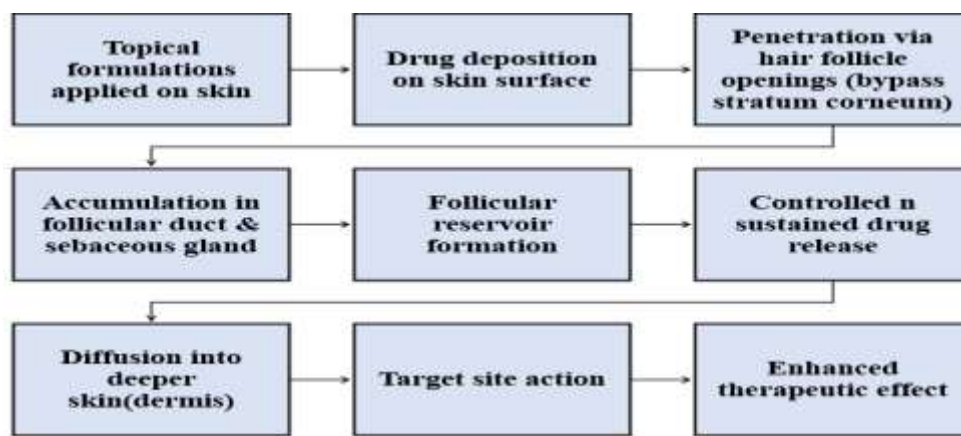 Topical
formulations
applied on skin
Drug deposition
on skin surface
Penetration via
hair follicle
openings (bypass
stratum corneum)
Accumulation in
follicular duct &
sebaceous gland
Follicular
reservoir
formation
Controlled n
sustained drug
release
Diffusion into
deeper
skin(dermis)
Target site action
Enhanced
therapeutic effect